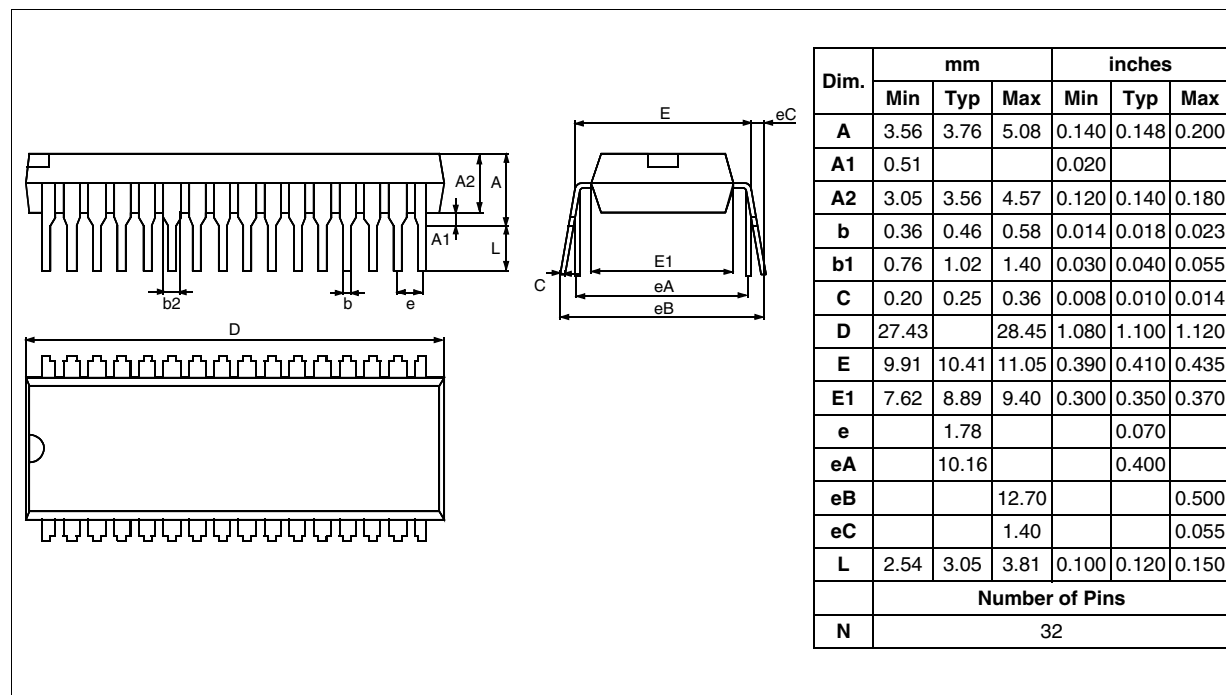 E
eC
A2
A
A1
L
E1
C
eA
eB
b2
b
e
D
Dim. mm inches
Min Typ Max Min Typ Max
A 3.56 3.76 5.08 0.140 0.148 0.200
A1 0.51 0.020
A2 3.05 3.56 4.57 0.120 0.140 0.180
b 0.36 0.46 0.58 0.014 0.018 0.023
b1 0.76 1.02 1.40 0.030 0.040 0.055
C 0.20 0.25 0.36 0.008 0.010 0.014
D 27.43 28.45 1.080 1.100 1.120
E 9.91 10.41 11.05 0.390 0.410 0.435
E1 7.62 8.89 9.40 0.300 0.350 0.370
e 1.78 0.070
eA 10.16 0.400
eB 12.70 0.500
eC 1.40 0.055
L 2.54 3.05 3.81 0.100 0.120 0.150
Number of Pins
N 32